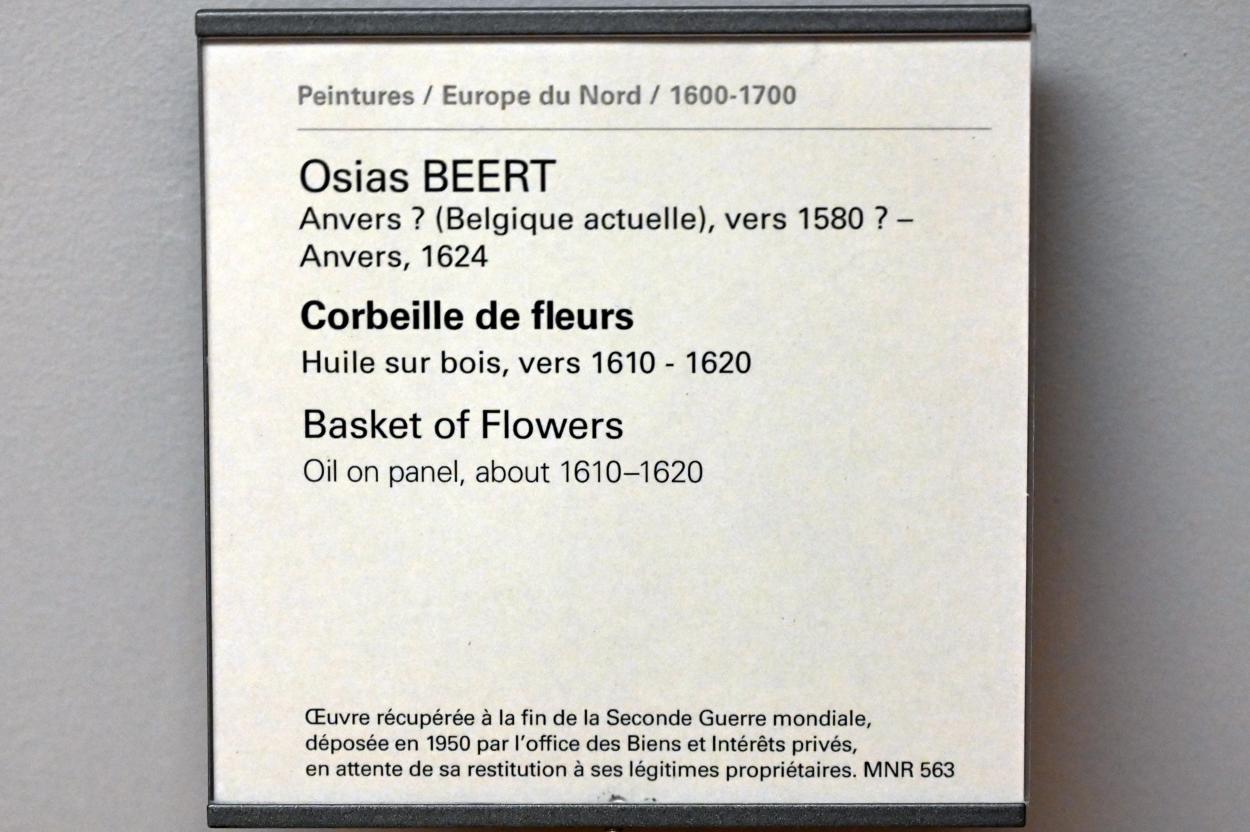 Peintures / Europe du Nord / 1600-1700
Osias BEERT
Anvers ? (Belgique actuelle), vers 1580 ? –
Anvers, 1624
Corbeille de fleurs
Huile sur bois, vers 1610 - 1620
Basket of Flowers
Oil on panel, about 1610–1620
Œuvre récupérée à la fin de la Seconde Guerre mondiale,
déposée en 1950 par l'office des Biens et Intérêts privés,
en attente de sa restitution à ses légitimes propriétaires. MNR 563